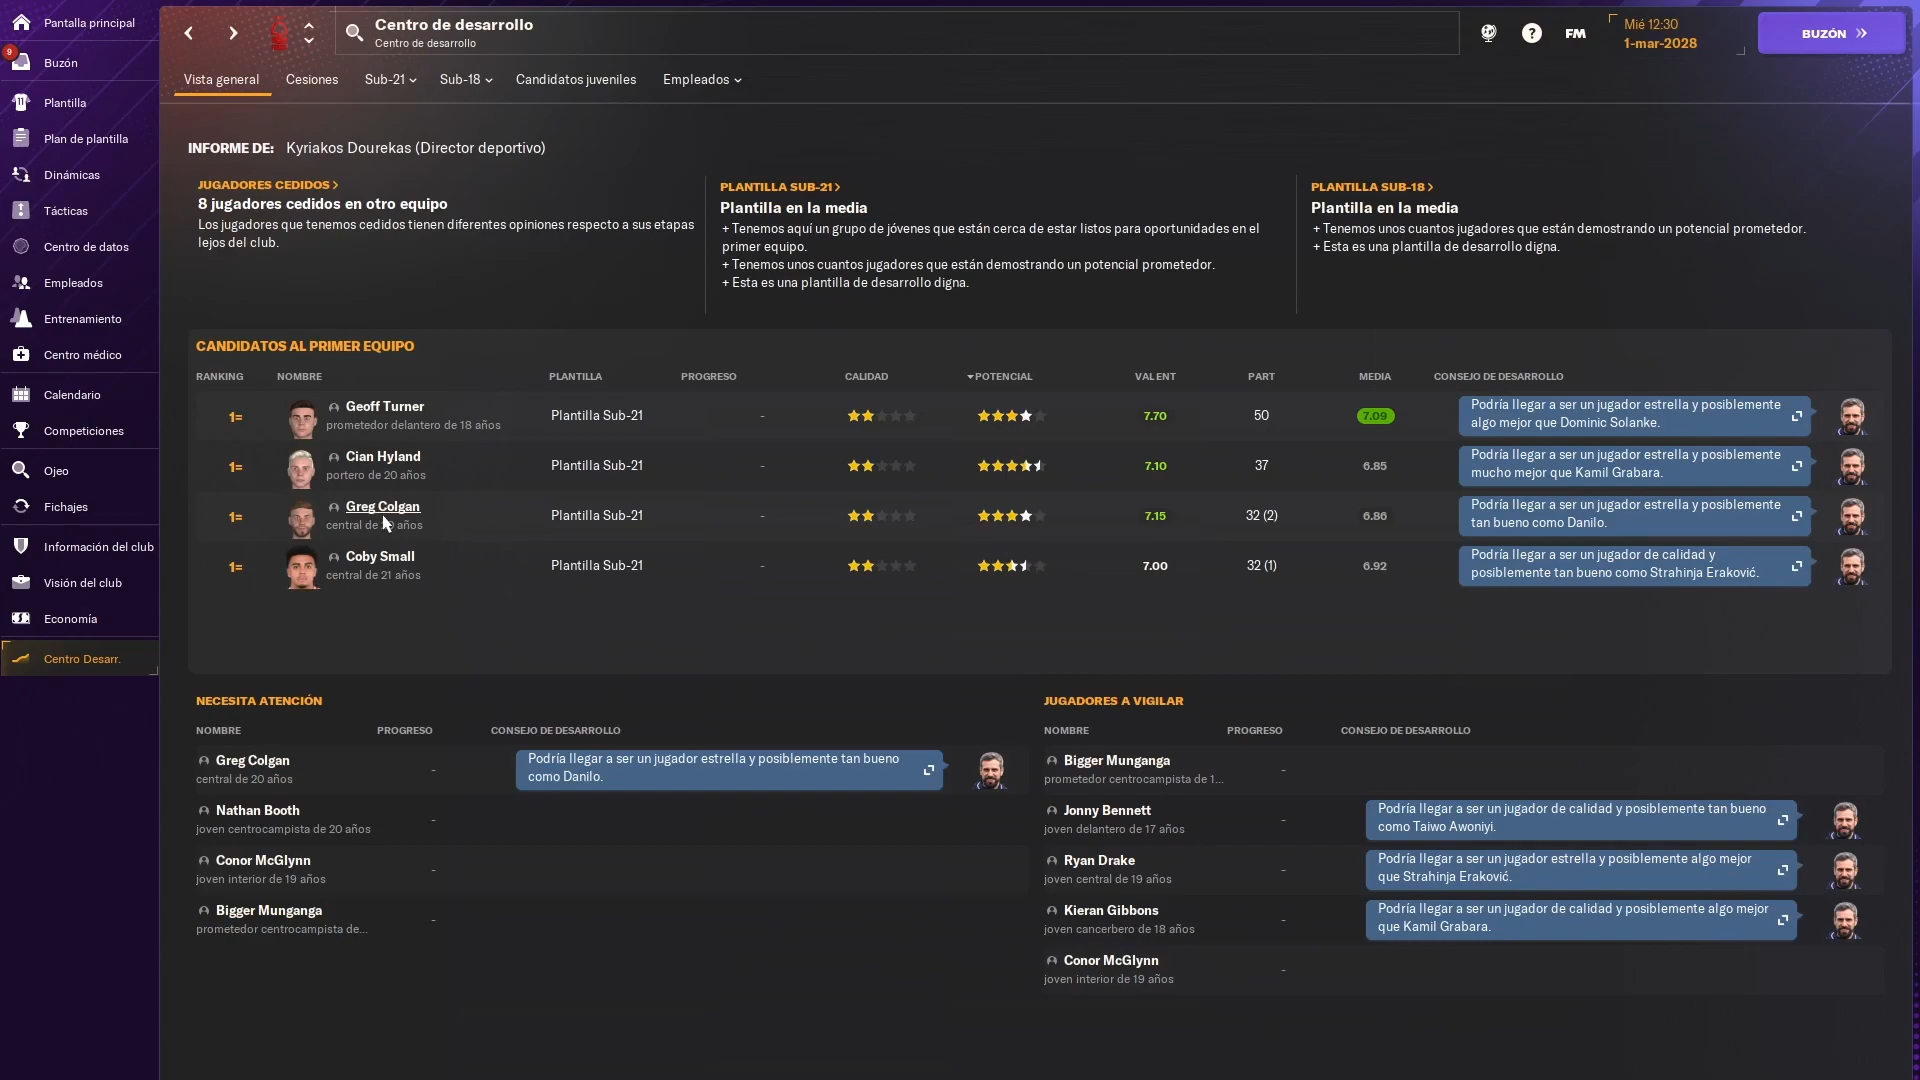 Pantalla principal
9
Buzón
11
Plantilla
Plan de plantilla
Dinámicas
Tácticas
Centro de datos
Empleados
Entrenamiento
Centro médico
Calendario
Competiciones
Ojeo
Fichajes
Información del club
Visión del club
Economía
Centro Desarr.
Centro de desarrollo
Centro de desarrollo
?
FM
Mié 12:30
1-mar-2028
BUZÓN
Vista general
Cesiones
Sub-21
Sub-18
Candidatos juveniles
Empleados
INFORME DE: Kyriakos Dourekas (Director deportivo)
JUGADORES CEDIDOS >
8 jugadores cedidos en otro equipo
Los jugadores que tenemos cedidos tienen diferentes opiniones respecto a sus etapas
lejos del club.
PLANTILLA SUB-21 >
Plantilla en la media
+ Tenemos aquí un grupo de jóvenes que están cerca de estar listos para oportunidades en el
primer equipo.
+ Tenemos unos cuantos jugadores que están demostrando un potencial prometedor.
+ Esta es una plantilla de desarrollo digna.
PLANTILLA SUB-18 >
Plantilla en la media
+ Tenemos unos cuantos jugadores que están demostrando un potencial prometedor.
+ Esta es una plantilla de desarrollo digna.
CANDIDATOS AL PRIMER EQUIPO
RANKING NOMBRE PLANTILLA PROGRESO CALIDAD POTENCIAL VAL ENT PART MEDIA CONSEJO DE DESARROLLO
1= Geoff Turner Plantilla Sub-21 - 7.70 50 7.09
prometedor delantero de 18 años
Podría llegar a ser un jugador estrella y posiblemente
algo mejor que Dominic Solanke.
1= Cian Hyland Plantilla Sub-21 - 7.10 37 6.85
portero de 20 años
Podría llegar a ser un jugador estrella y posiblemente
mucho mejor que Kamil Grabara.
1= Greg Colgan Plantilla Sub-21 - 7.15 32 (2) 6.86
central de años
Podría llegar a ser un jugador estrella y posiblemente
tan bueno como Danilo.
1= Coby Small Plantilla Sub-21 - 7.00 32 (1) 6.92
central de 21 años
Podría llegar a ser un jugador de calidad y
posiblemente tan bueno como Strahinja Eraković.
NECESITA ATENCIÓN
NOMBRE PROGRESO CONSEJO DE DESARROLLO
Greg Colgan -
central de 20 años
Podría llegar a ser un jugador estrella y posiblemente tan bueno
como Danilo.
Nathan Booth -
joven centrocampista de 20 años
Conor McGlynn -
joven interior de 19 años
Bigger Munganga -
prometedor centrocampista de...
JUGADORES A VIGILAR
NOMBRE PROGRESO CONSEJO DE DESARROLLO
Bigger Munganga -
prometedor centrocampista de 1...
Jonny Bennett -
joven delantero de 17 años
Podría llegar a ser un jugador de calidad y posiblemente tan bueno
como Taiwo Awoniyi.
Ryan Drake -
joven central de 19 años
Podría llegar a ser un jugador estrella y posiblemente algo mejor
que Strahinja Eraković.
Kieran Gibbons -
joven cancerbero de 18 años
Podría llegar a ser un jugador de calidad y posiblemente algo mejor
que Kamil Grabara.
Conor McGlynn -
joven interior de 19 años